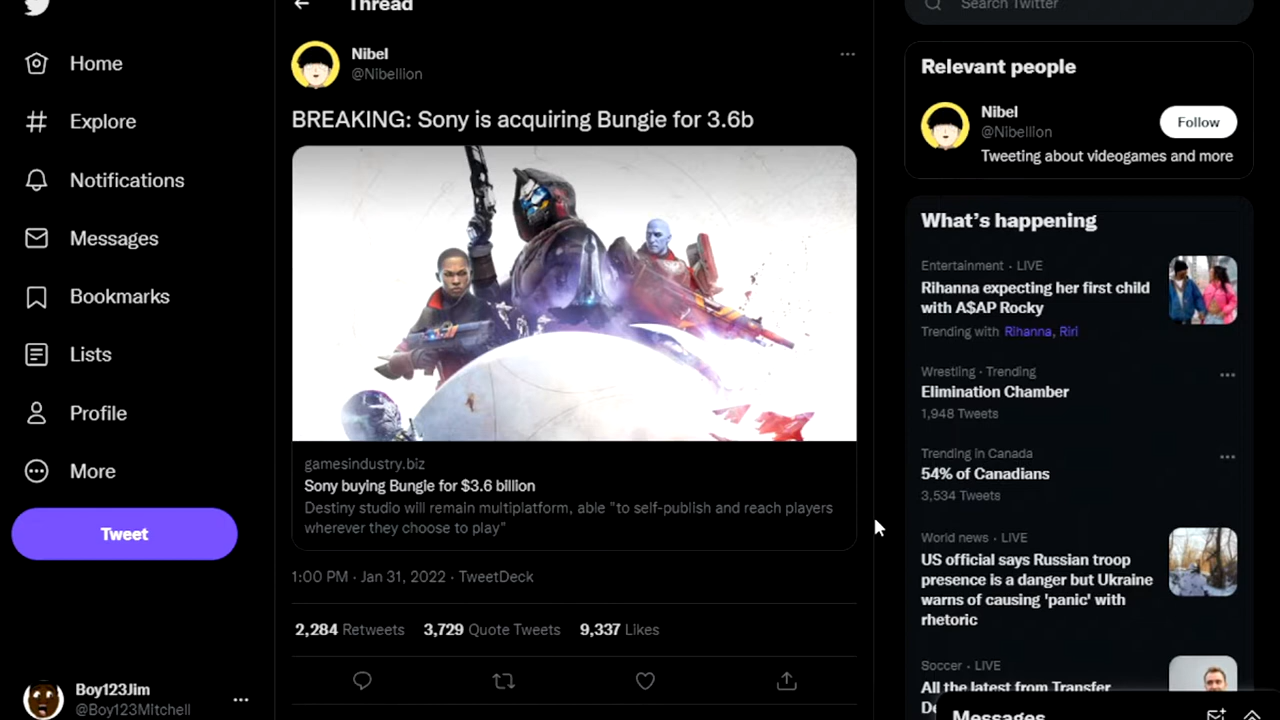 Thread
Search Twitter
Home
Explore
Notifications
Messages
Bookmarks
Lists
Profile
More
Tweet
Boy123Jim
@Boy123MItchell
Nibel
@Nibellion
BREAKING: Sony is acquiring Bungie for 3.6b
gamesindustry.biz
Sony buying Bungie for $3.6 billion
Destiny studio will remain multiplatform, able "to self-publish and reach players
wherever they choose to play"
1:00 PM · Jan 31, 2022 · TweetDeck
2,284 Retweets 3,729 Quote Tweets 9,337 Likes
Relevant people
Nibel
@Nibellion
Follow
Tweeting about videogames and more
What's happening
Entertainment · LIVE
Rihanna expecting her first child
with A$AP Rocky
Trending with Rihanna, Riri
Wrestling · Trending
Elimination Chamber
1,948 Tweets
Trending in Canada
54% of Canadians
3,534 Tweets
World news · LIVE
US official says Russian troop
presence is a danger but Ukraine
warns of causing 'panic' with
rhetoric
Soccer · LIVE
All the latest from Transfer
Messages